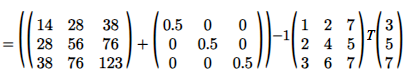 = ( ( ( 14 28 38
28 56 76
38 76 123 ) + ( 0.5 0 0
0 0.5 0
0 0 0.5 ) ) −1 ( 1 2 7
2 4 5
3 6 7 ) T ( 3
5
7 )